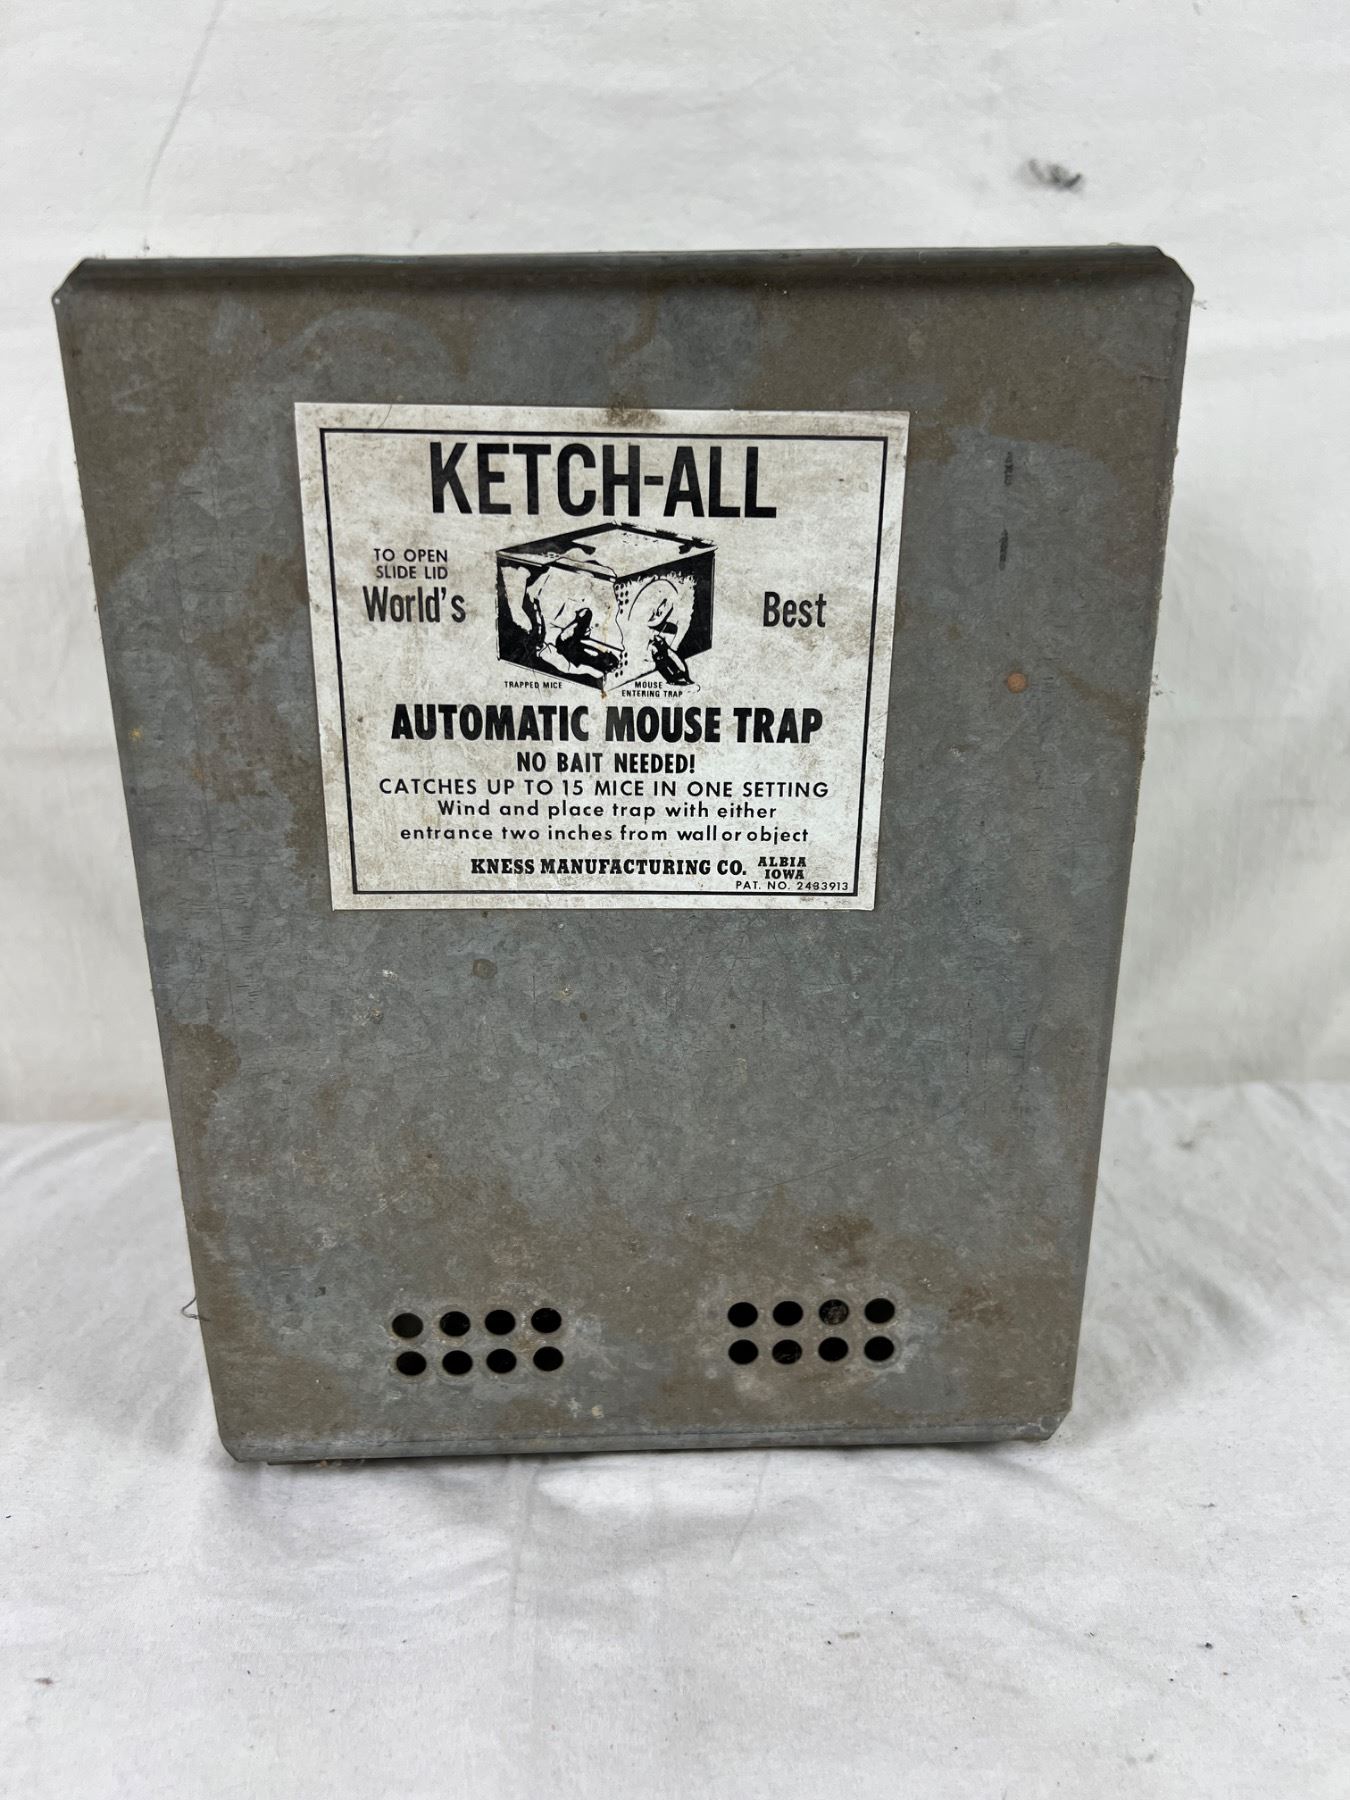 KETCH-ALL
TO OPEN
SLIDE LID
World's Best
TRAPPED MICE
MOUSE
ENTERING TRAP
AUTOMATIC MOUSE TRAP
NO BAIT NEEDED!
CATCHES UP TO 15 MICE IN ONE SETTING
Wind and place trap with either
entrance two inches from wall or object
KNESS MANUFACTURING CO. ALBIA
IOWA
PAT. NO. 2433913